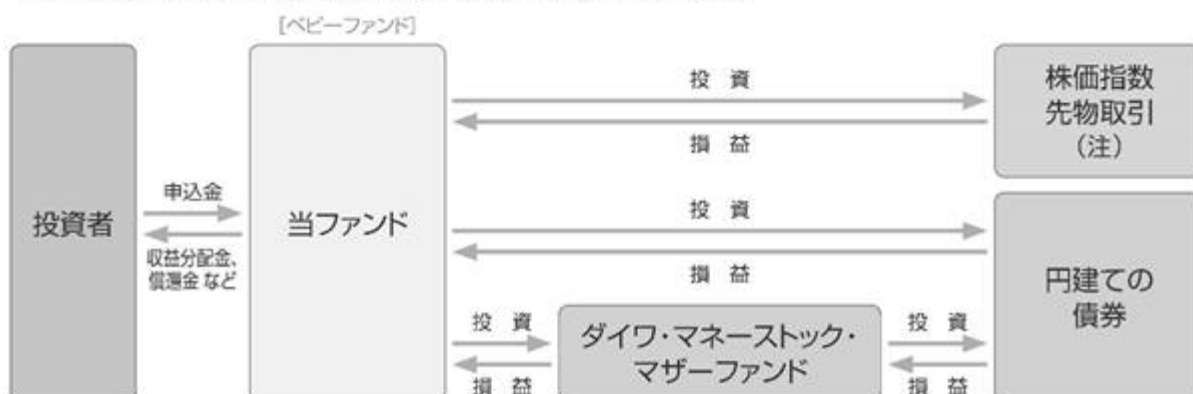 [ベビーファンド]
投資者
申込金
収益分配金、
償還金 など
当ファンド
投 資
損 益
株価指数
先物取引
(注)
投 資
損 益
円建ての
債券
投 資
損 益
ダイワ・マネーストック・
マザーファンド
投 資
損 益